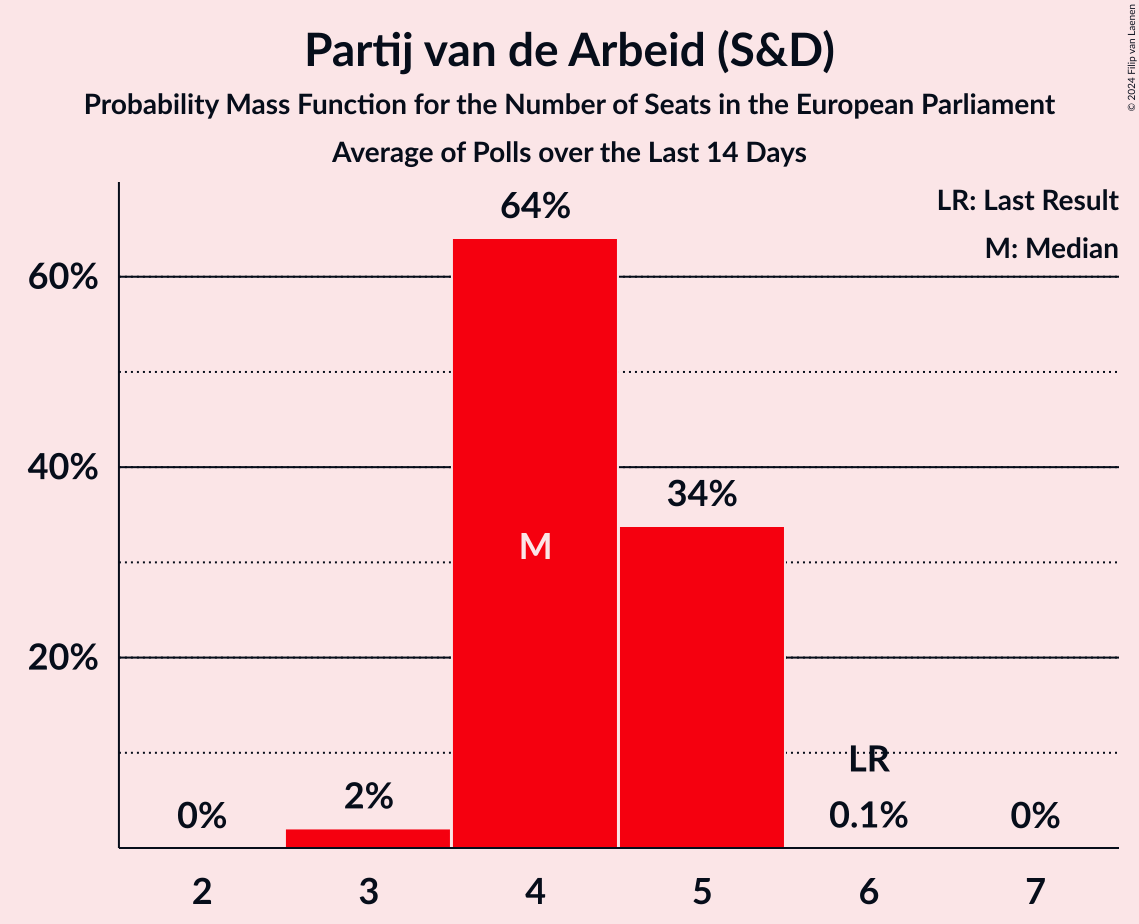 Partij van de Arbeid (S&D)
Probability Mass Function for the Number of Seats in the European Parliament
Average of Polls over the Last 14 Days
© 2024 Filip van Laenen
LR: Last Result
M: Median
64%
60%
40%
34%
M
20%
LR
2%
0%
0.1%
0%
2 3 4 5 6 7